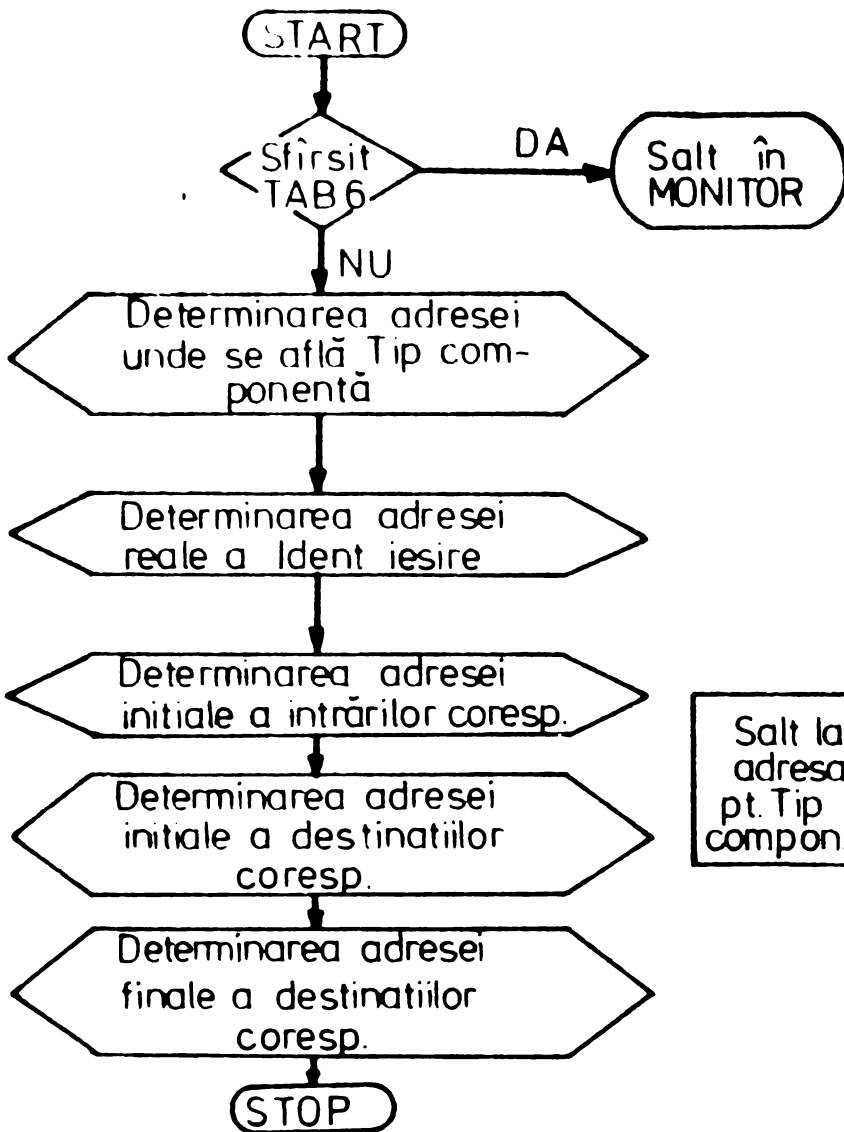 START
Sfîrsit
TAB6
DA
Salt în
MONITOR
NU
Determinarea adresei
unde se află Tip com-
ponentă
Determinarea adresei
reale a Ident iesire
Determinarea adresei
initiale a intrărilor coresp.
Determinarea adresei
initiale a destinatiilor
coresp.
Determinarea adresei
finale a destinatiilor
coresp.
STOP
Salt la
adresa
pt. Tip
compon.